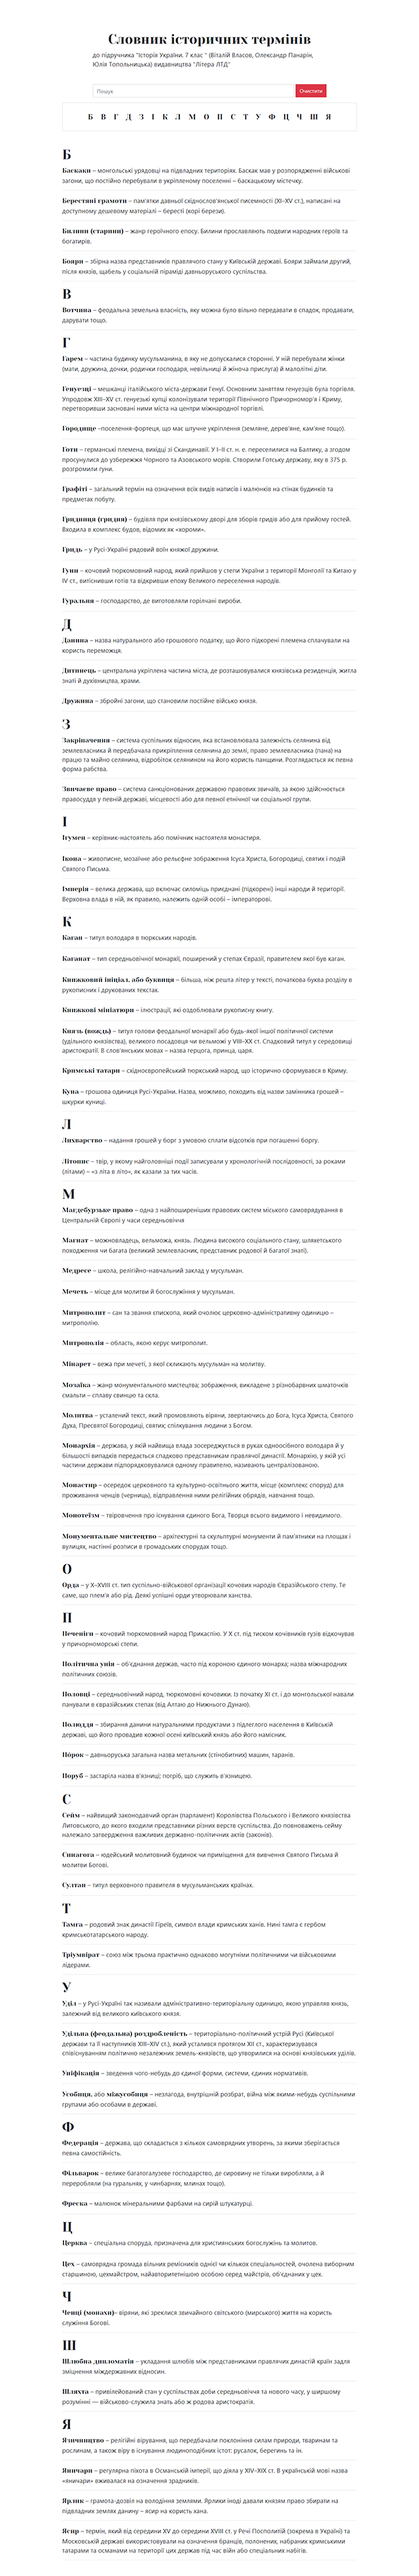 Словник історичних термінів
до підручника "Історія України. 7 клас " (Віталій Власов, Олександр Панарін,
Юлія Топольницька) видавництва "Літера ЛТД"
Пошук
Очистити
Б В Г Д З І К Л М О П С Т У Ф Ц Ч Ш Я
Б
Баскаки – монгольські урядовці на підвладних територіях. Баскак мав у розпорядженні військові
загони, що постійно перебували в укріпленому поселенні – баскацькому містечку.
Берестяні грамоти – пам'ятки давньої східнослов'янської писемності (XI–XV ст.), написані на
доступному дешевому матеріалі – бересті (корі берези).
Билини (старини) – жанр героїчного епосу. Билини прославляють подвиги народних героїв та
богатирів.
Бояри – збірна назва представників правлячого стану у Київській державі. Бояри займали другий,
після князів, щабель у соціальній піраміді давньоруського суспільства.
В
Вотчина – феодальна земельна власність, яку можна було вільно передавати в спадок, продавати,
дарувати тощо.
Г
Гарем – частина будинку мусульманина, в яку не допускалися сторонні. У ній перебували жінки
(мати, дружина, дочки, родички господаря, невільниці й жіноча прислуга) й малолітні діти.
Генуезці – мешканці італійського міста-держави Генуї. Основним заняттям генуезців була торгівля.
Упродовж XIII–XV ст. генуезькі купці колонізували території Північного Причорномор'я і Криму,
перетворивши засновані ними міста на центри міжнародної торгівлі.
Городище –поселення-фортеця, що має штучне укріплення (земляне, дерев'яне, кам'яне тощо).
Готи – германські племена, вихідці зі Скандинавії. У І–ІІ ст. н. е. переселилися на Балтику, а згодом
просунулися до узбережжя Чорного та Азовського морів. Створили Готську державу, яку в 375 р.
розгромили гуни.
Графіті – загальний термін на означення всіх видів написів і малюнків на стінах будинків та
предметах побуту.
Гридниця (гридня) – будівля при князівському дворі для зборів гридів або для прийому гостей.
Входила в комплекс будов, відомих як «хороми».
Гридь – у Русі-Україні рядовий воїн княжої дружини.
Гуни – кочовий тюркомовний народ, який прийшов у степи України з території Монголії та Китаю у
IV ст., витіснивши готів та відкривши епоху Великого переселення народів.
Гуральня – господарство, де виготовляли горілчані вироби.
Д
Данина – назва натурального або грошового податку, що його підкорені племена сплачували на
користь переможця.
Дитинець – центральна укріплена частина міста, де розташовувалися князівська резиденція, житла
знаті й духівництва, храми.
Дружина – збройні загони, що становили постійне військо князя.
З
Закріпачення – система суспільних відносин, яка встановлювала залежність селянина від
землевласника й передбачала прикріплення селянина до землі, право землевласника (пана) на
працю та майно селянина, відробіток селянином на його користь панщини. Розглядається як певна
форма рабства.
Звичаєве право – система санкціонованих державою правових звичаїв, за якою здійснюється
правосуддя у певній державі, місцевості або для певної етнічної чи соціальної групи.
І
Ігумен – керівник-настоятель або помічник настоятеля монастиря.
Ікона – живописне, мозаїчне або рельєфне зображення Ісуса Христа, Богородиці, святих і подій
Святого Письма.
Імперія – велика держава, що включає силоміць приєднані (підкорені) інші народи й території.
Верховна влада в ній, як правило, належить одній особі – імператорові.
К
Каган – титул володаря в тюркських народів.
Каганат – тип середньовічної монархії, поширений у степах Євразії, правителем якої був каган.
Книжковий ініціал, або буквиця – більша, ніж решта літер у тексті, початкова буква розділу в
рукописних і друкованих текстах.
Книжкові мініатюри – ілюстрації, які оздоблювали рукописну книгу.
Князь (вождь) – титул голови феодальної монархії або будь-якої іншої політичної системи
(удільного князівства), великого посадовця чи вельможі у VIII–XX ст. Спадковий титул у середовищі
аристократії. В слов'янських мовах – назва герцога, принца, царя.
Кримські татари – східноєвропейський тюркський народ, що історично сформувався в Криму.
Куна – грошова одиниця Русі-України. Назва, можливо, походить від назви замінника грошей –
шкурки куниці.
Л
Лихварство – надання грошей у борг з умовою сплати відсотків при погашенні боргу.
Літопис – твір, у якому найголовніші події записували у хронологічній послідовності, за роками
(літами) – «з літа в літо», як казали за тих часів.
М
Магдебурзьке право – одна з найпоширеніших правових систем міського самоврядування в
Центральній Європі у часи середньовіччя
Магнат – можновладець, вельможа, князь. Людина високого соціального стану, шляхетського
походження чи багата (великий землевласник, представник родової й багатої знаті).
Медресе – школа, релігійно-навчальний заклад у мусульман.
Мечеть – місце для молитви й богослужіння у мусульман.
Митрополит – сан та звання єпископа, який очолює церковно-адміністративну одиницю –
митрополію.
Митрополія – область, якою керує митрополит.
Мінарет – вежа при мечеті, з якої скликають мусульман на молитву.
Мозаїка – жанр монументального мистецтва; зображення, викладене з різнобарвних шматочків
смальти – сплаву свинцю та скла.
Молитва – усталений текст, який промовляють віряни, звертаючись до Бога, Ісуса Христа, Святого
Духа, Пресвятої Богородиці, святих; спілкування людини з Богом.
Монархія – держава, у якій найвища влада зосереджується в руках одноосібного володаря й у
більшості випадків передається спадково представникам правлячої династії. Монархію, у якій усі
частини держави підпорядковувалися одному правителю, називають централізованою.
Монастир – осередок церковного та культурно-освітнього життя, місце (комплекс споруд) для
проживання ченців (черниць), відправлення ними релігійних обрядів, навчання тощо.
Монотеїзм – твірвочення про існування єдиного Бога, Творця всього видимого і невидимого.
Монументальне мистецтво – архітектурні та скульптурні монументи й пам'ятники на площах і
вулицях, настінні розписи в громадських спорудах тощо.
О
Орда – у X–XVIII ст. тип суспільно-військової організації кочових народів Євразійського степу. Те
саме, що плем'я або рід. Деякі успішні орди утворювали ханства.
П
Печеніги – кочовий тюркомовний народ Прикаспію. У Х ст. під тиском кочівників гузів відкочував
у причорноморські степи.
Політична унія – об'єднання держав, часто під короною єдиного монарха; назва міжнародних
політичних союзів.
Половці – середньовічний народ, тюркомовні кочовики. Із початку ХІ ст. і до монгольської навали
панували в євразійських степах (від Алтаю до Нижнього Дунаю).
Полюддя – збирання данини натуральними продуктами з підлеглого населення в Київській
державі, що його провадив кожної осені київський князь або його намісник.
По́рок – давньоруська загальна назва метальних (стінобитних) машин, таранів.
Поруб – застаріла назва в'язниці; погріб, що служить в'язницею.
С
Сейм – найвищий законодавчий орган (парламент) Королівства Польського і Великого князівства
Литовського, до якого входили представники різних верств суспільства. До повноважень сейму
належало затвердження важливих державно-політичних актів (законів).
Синагога – юдейський молитовний будинок чи приміщення для вивчення Святого Письма й
молитви Богові.
Султан – титул верховного правителя в мусульманських країнах.
Т
Тамга – родовий знак династії Гіреїв, символ влади кримських ханів. Нині тамга є гербом
кримськотатарського народу.
Тріумвірат – союз між трьома практично однаково могутніми політичними чи військовими
лідерами.
У
Уділ – у Русі-Україні так називали адміністративно-територіальну одиницю, якою управляв князь,
залежний від великого київського князя.
Удільна (феодальна) роздробленість – територіально-політичний устрій Русі (Київської
держави та її наступників XIII–XIV ст.), який усталився протягом XII ст., характеризувався
співіснуванням політично незалежних земель-князівств, що утворилися на основі князівських уділів.
Уніфікація – зведення чого-небудь до єдиної форми, системи, єдиних нормативів.
Усобиця, або міжусобиця – незлагода, внутрішній розбрат, війна між якими-небудь суспільними
групами або особами в державі.
Ф
Федерація – держава, що складається з кількох самоврядних утворень, за якими зберігається
певна самостійність.
Фільварок – велике багатогалузеве господарство, де сировину не тільки виробляли, а й
переробляли (на гуральнях, у чинбарнях, млинах тощо).
Фреска – малюнок мінеральними фарбами на сирій штукатурці.
Ц
Церква – спеціальна споруда, призначена для християнських богослужінь та молитов.
Цех – самоврядна громада вільних ремісників однієї чи кількох спеціальностей, очолена виборним
старшиною, цехмайстром, найавторитетнішою особою серед майстрів, об'єднаних у цех.
Ч
Ченці (монахи)– віряни, які зреклися звичайного світського (мирського) життя на користь
служіння Богові.
Ш
Шлюбна дипломатія – укладання шлюбів між представниками правлячих династій країн задля
зміцнення міждержавних відносин.
Шляхта – привілейований стан у суспільствах доби середньовіччя та нового часу, у ширшому
розумінні — військово-служила знать або ж родова аристократія.
Я
Язичництво – релігійні вірування, що передбачали поклоніння силам природи, тваринам та
рослинам, а також віру в існування людиноподібних істот: русалок, берегинь та ін.
Яничари – регулярна піхота в Османській імперії, що діяла у XIV–XIX ст. В українській мові назва
«яничари» вживалася на означення зрадників.
Ярлик – грамота-дозвіл на володіння землями. Ярлики іноді давали князям право збирати на
підвладних землях данину – ясир на користь хана.
Ясир – термін, який від середини XV до середини XVIII ст. у Речі Посполитій (зокрема в Україні) та
Московській державі використовували на означення бранців, полонених, набраних кримськими
татарами та османами на території цих держав під час війн або спеціальних набігів.